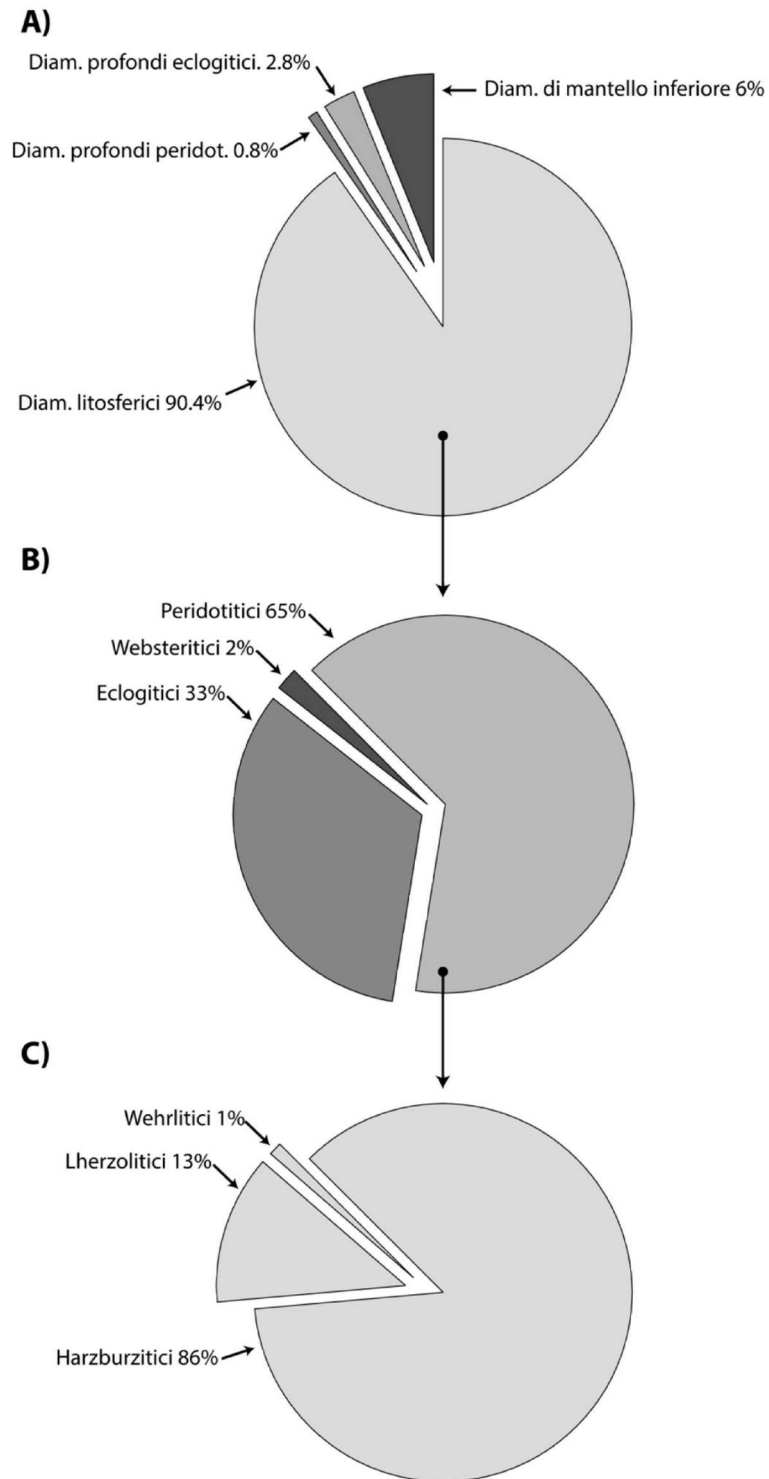 A)
Diam. profondi eclogitici. 2.8%
Diam. di mantello inferiore 6%
Diam. profondi peridot. 0.8%
Diam. litosferici 90.4%
B)
Peridotitici 65%
Websteritici 2%
Eclogitici 33%
C)
Wehrlitici 1%
Lherzolitici 13%
Harzburzitici 86%